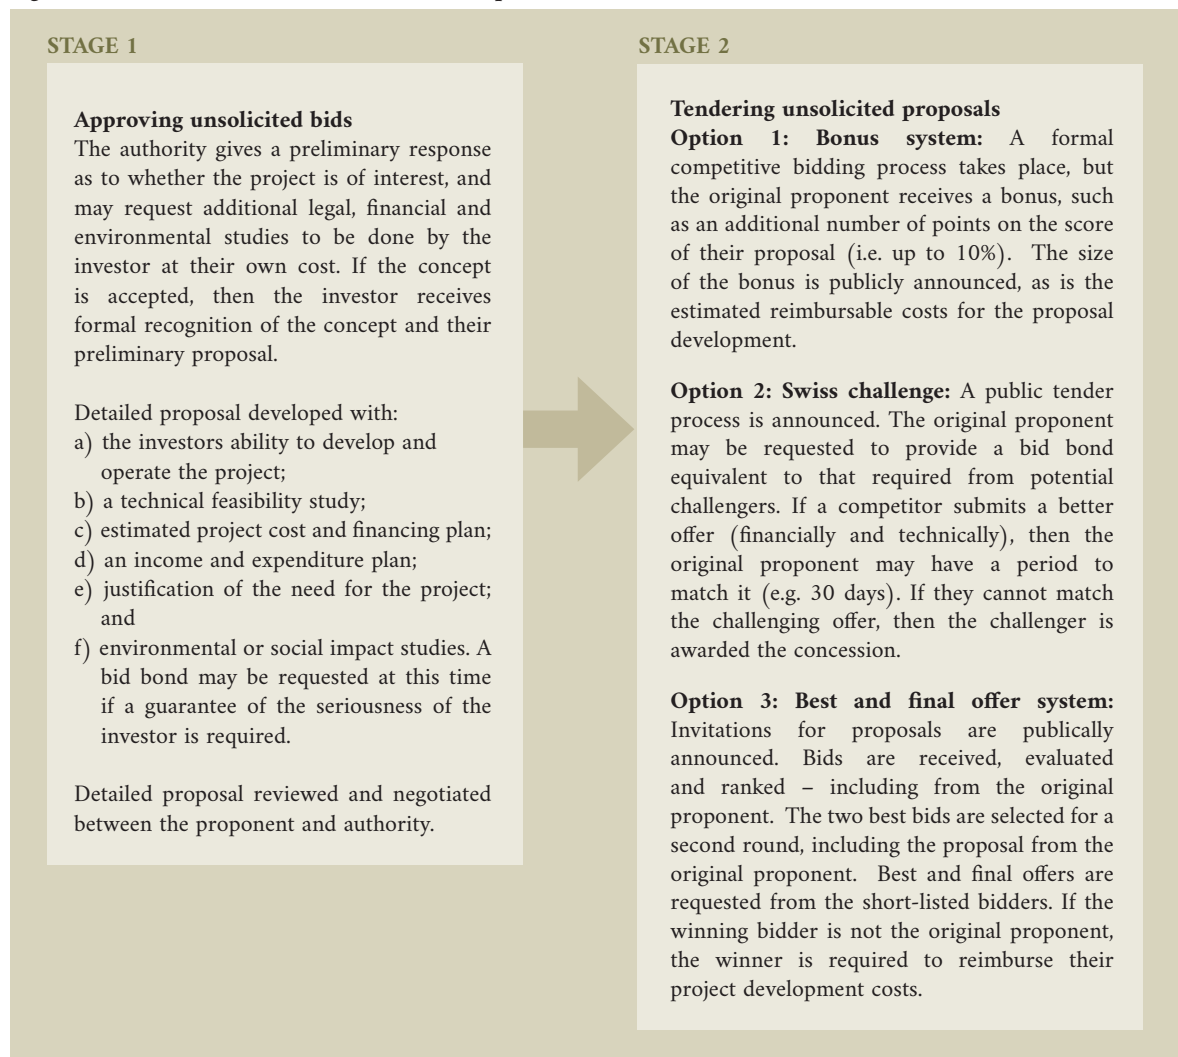 STAGE 1
Approving unsolicited bids
The authority gives a preliminary response
as to whether the project is of interest, and
may request additional legal, financial and
environmental studies to be done by the
investor at their own cost. If the concept
is accepted, then the investor receives
formal recognition of the concept and their
preliminary proposal.
Detailed proposal developed with:
a) the investors ability to develop and
operate the project;
b) a technical feasibility study;
c) estimated project cost and financing plan;
d) an income and expenditure plan;
e) justification of the need for the project;
and
f) environmental or social impact studies. A
bid bond may be requested at this time
if a guarantee of the seriousness of the
investor is required.
Detailed proposal reviewed and negotiated
between the proponent and authority.
STAGE 2
Tendering unsolicited proposals
Option 1: Bonus system: A formal
competitive bidding process takes place, but
the original proponent receives a bonus, such
as an additional number of points on the score
of their proposal (i.e. up to 10%). The size
of the bonus is publicly announced, as is the
estimated reimbursable costs for the proposal
development.
Option 2: Swiss challenge: A public tender
process is announced. The original proponent
may be requested to provide a bid bond
equivalent to that required from potential
challengers. If a competitor submits a better
offer (financially and technically), then the
original proponent may have a period to
match it (e.g. 30 days). If they cannot match
the challenging offer, then the challenger is
awarded the concession.
Option 3: Best and final offer system:
Invitations for proposals are publically
announced. Bids are received, evaluated
and ranked – including from the original
proponent. The two best bids are selected for a
second round, including the proposal from the
original proponent. Best and final offers are
requested from the short-listed bidders. If the
winning bidder is not the original proponent,
the winner is required to reimburse their
project development costs.